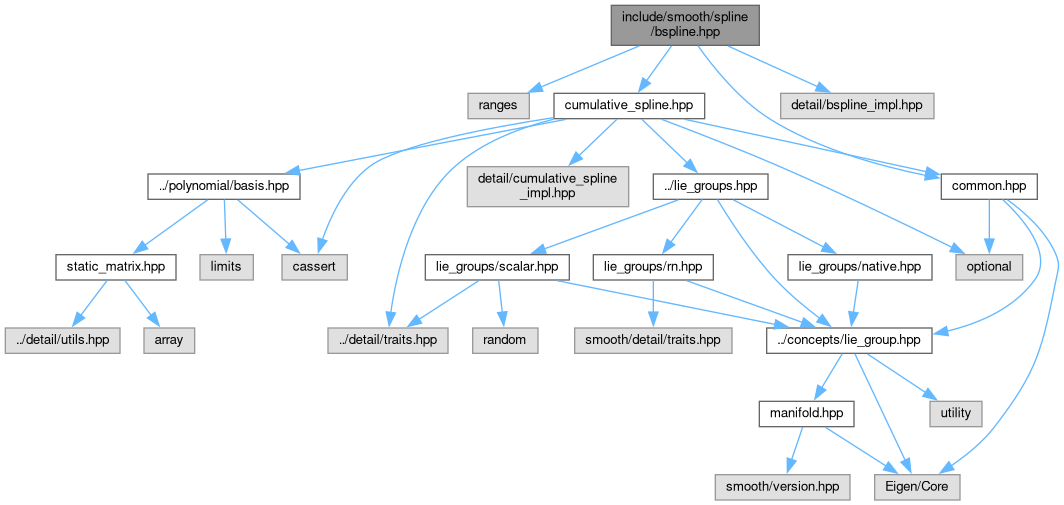 include/smooth/spline
/bspline.hpp
ranges
cumulative_spline.hpp
detail/bspline_impl.hpp
../polynomial/basis.hpp
detail/cumulative_spline
_impl.hpp
../lie_groups.hpp
common.hpp
static_matrix.hpp
limits
cassert
lie_groups/scalar.hpp
lie_groups/rn.hpp
lie_groups/native.hpp
optional
../detail/utils.hpp
array
../detail/traits.hpp
random
smooth/detail/traits.hpp
../concepts/lie_group.hpp
manifold.hpp
utility
smooth/version.hpp
Eigen/Core